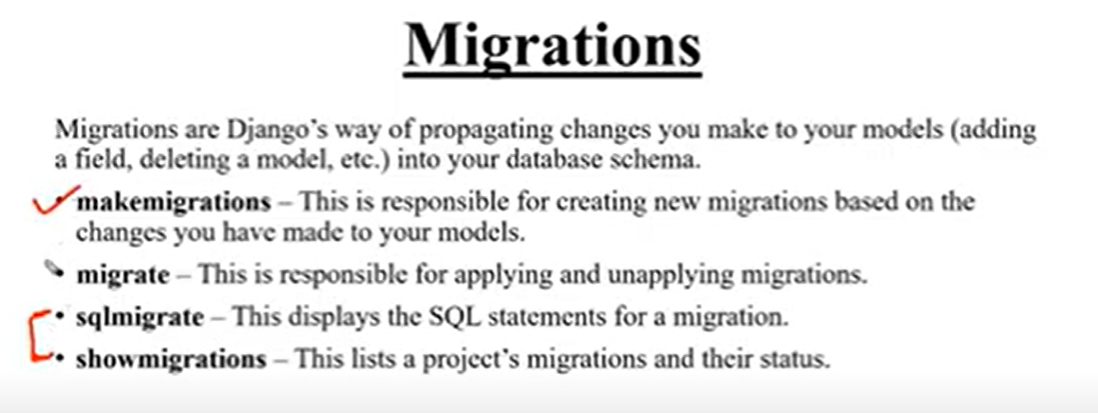 Migrations
Migrations are Django's way of propagating changes you make to your models (adding
a field, deleting a model, etc.) into your database schema.
makemigrations – This is responsible for creating new migrations based on the
changes you have made to your models.
migrate – This is responsible for applying and unapplying migrations.
• sqlmigrate – This displays the SQL statements for a migration.
• showmigrations – This lists a project's migrations and their status.